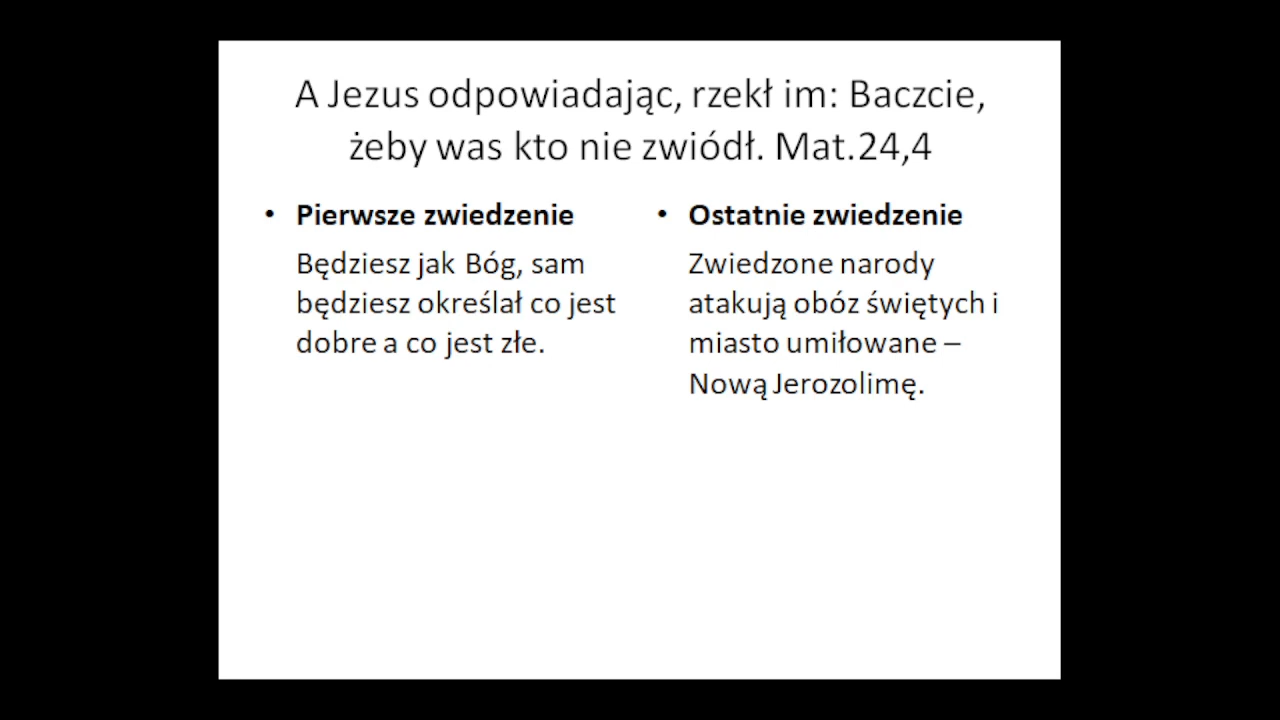 A Jezus odpowiadając, rzekł im: Baczcie,
żeby was kto nie zwiódł. Mat.24,4
• Pierwsze zwiedzenie
Będziesz jak Bóg, sam
będziesz określał co jest
dobre a co jest złe.
• Ostatnie zwiedzenie
Zwiedzone narody
atakują obóz świętych i
miasto umiłowane –
Nową Jerozolimę.